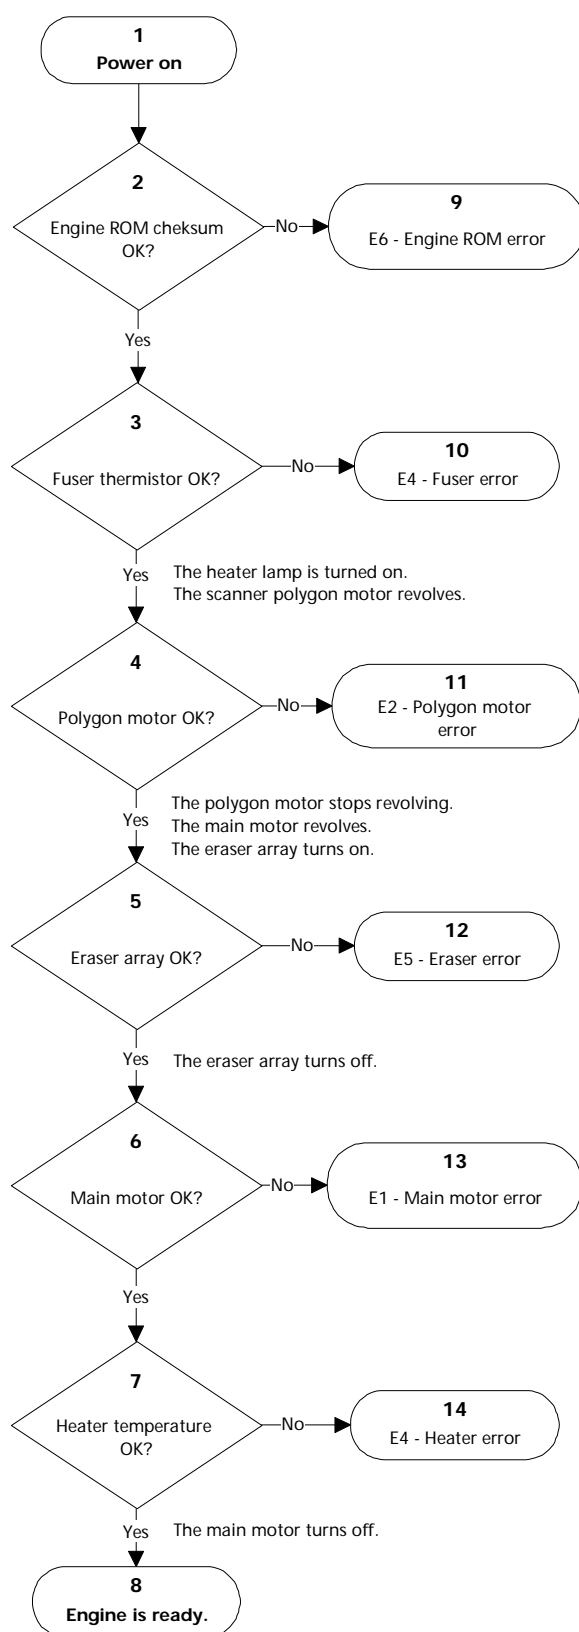 1
Power on
2
Engine ROM cheksum
OK?
No
9
E6 - Engine ROM error
Yes
3
Fuser thermistor OK?
No
10
E4 - Fuser error
Yes
The heater lamp is turned on.
The scanner polygon motor revolves.
4
Polygon motor OK?
No
11
E2 - Polygon motor
error
Yes
The polygon motor stops revolving.
The main motor revolves.
The eraser array turns on.
5
Eraser array OK?
No
12
E5 - Eraser error
Yes
The eraser array turns off.
6
Main motor OK?
No
13
E1 - Main motor error
Yes
7
Heater temperature
OK?
No
14
E4 - Heater error
Yes
The main motor turns off.
8
Engine is ready.